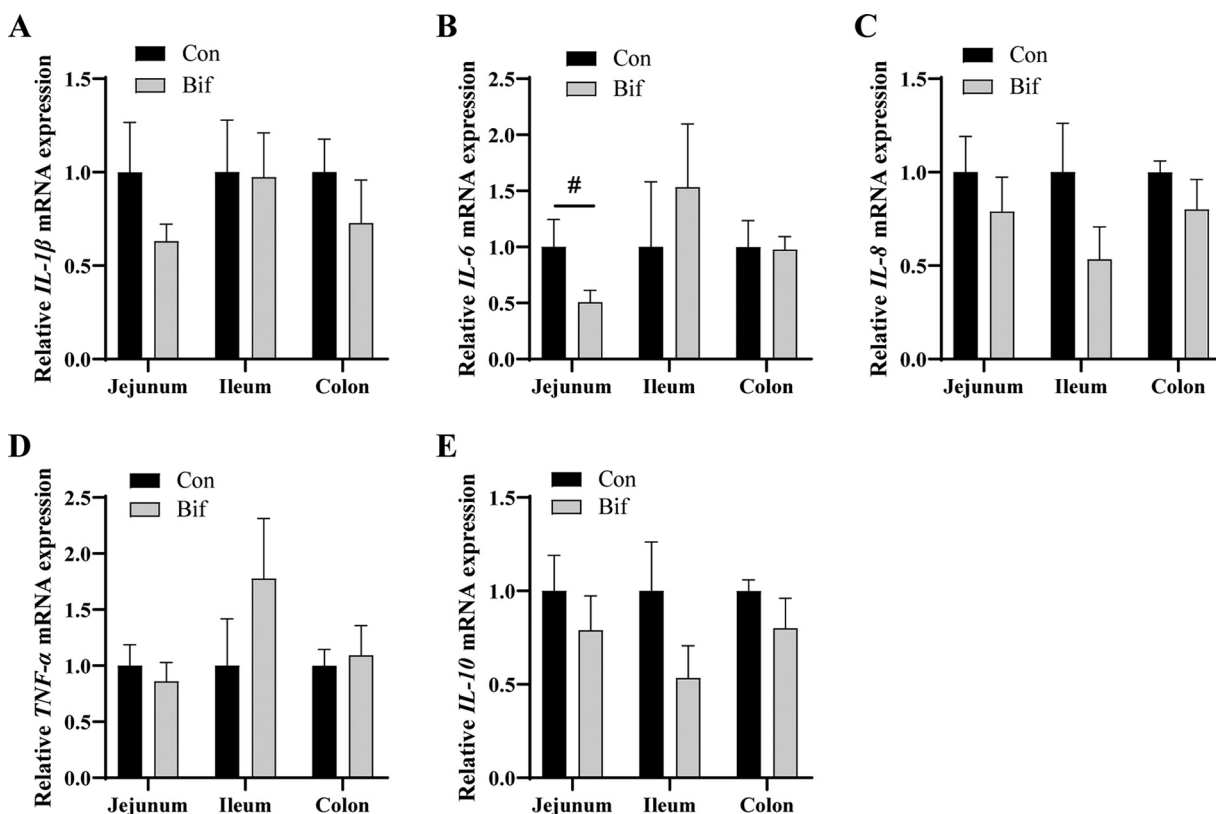 A
Con
Bif
Relative IL-1β mRNA expression
1.5
1.0
0.5
0.0
Jejunum Ileum Colon
B
Con
Bif
Relative IL-6 mRNA expression
2.5
2.0
1.5
1.0
0.5
0.0
#
Jejunum Ileum Colon
C
Con
Bif
Relative IL-8 mRNA expression
1.5
1.0
0.5
0.0
Jejunum Ileum Colon
D
Con
Bif
Relative TNF-α mRNA expression
2.5
2.0
1.5
1.0
0.5
0.0
Jejunum Ileum Colon
E
Con
Bif
Relative IL-10 mRNA expression
1.5
1.0
0.5
0.0
Jejunum Ileum Colon